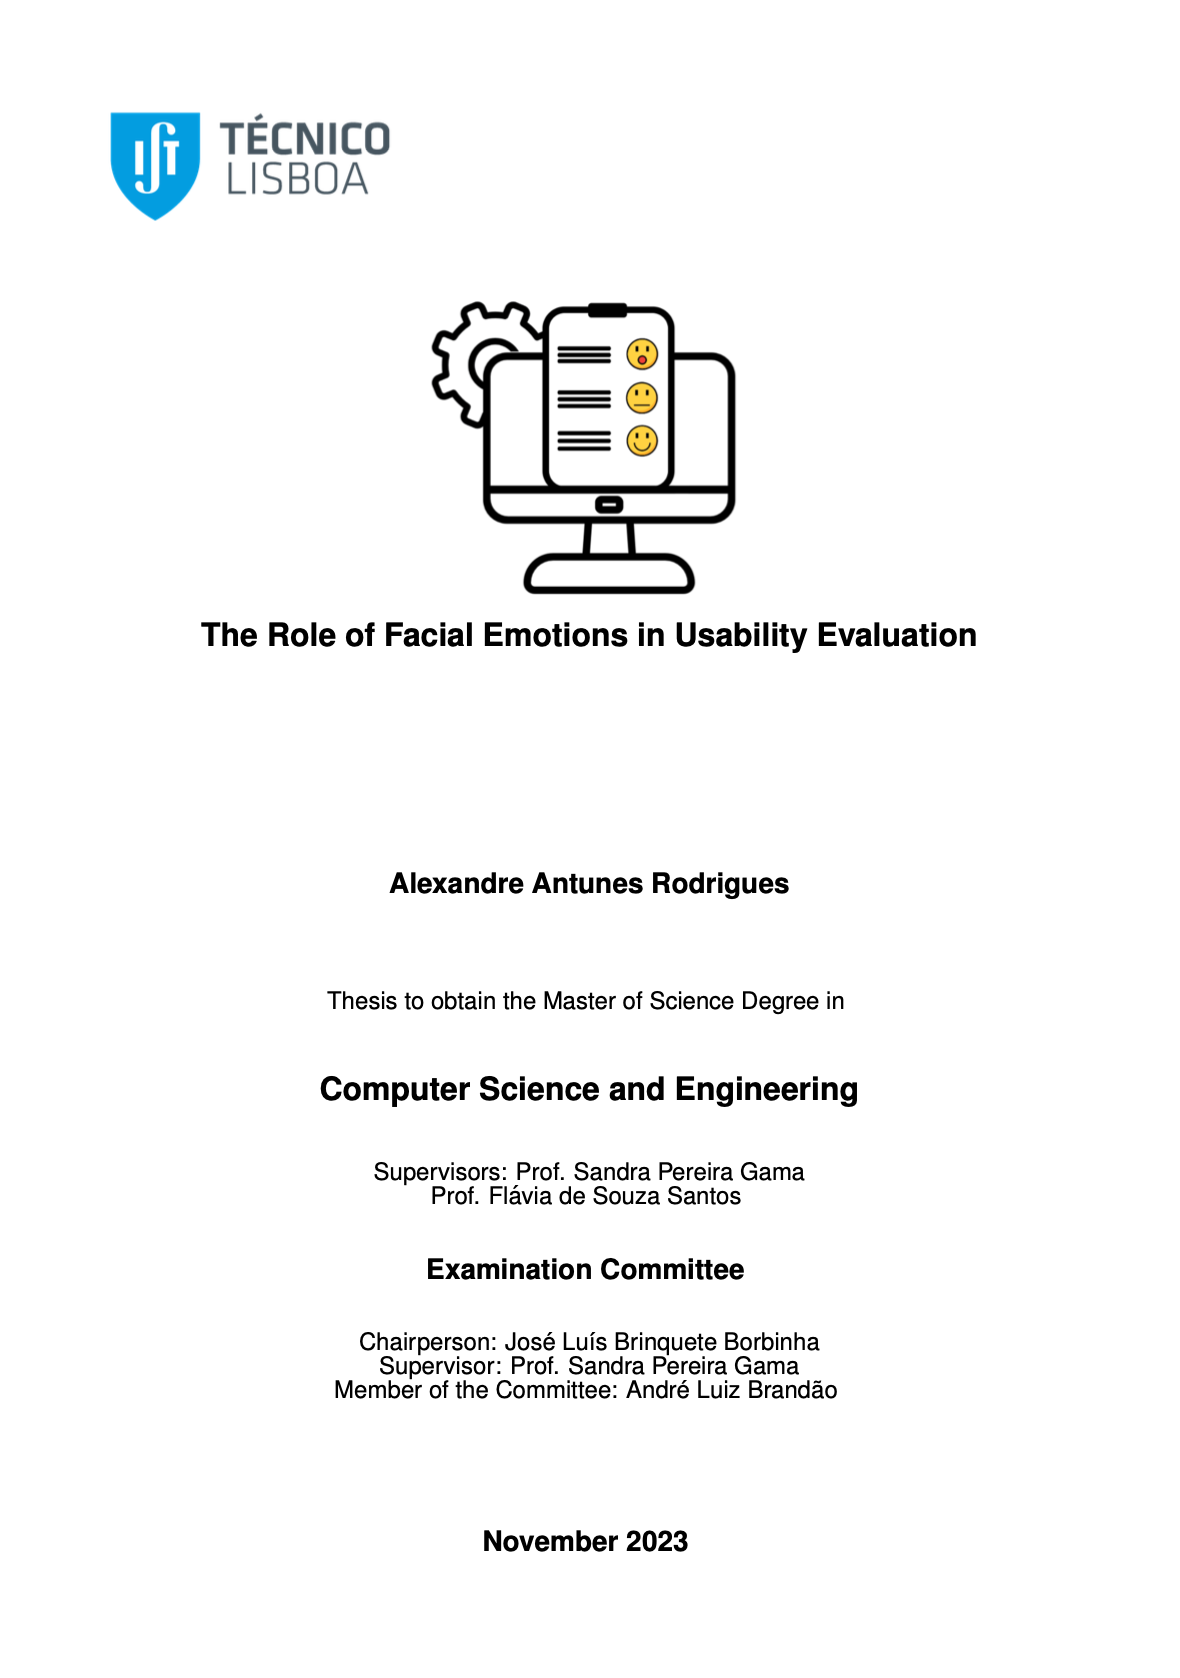 TÉCNICO
LISBOA
The Role of Facial Emotions in Usability Evaluation
Alexandre Antunes Rodrigues
Thesis to obtain the Master of Science Degree in
Computer Science and Engineering
Supervisors: Prof. Sandra Pereira Gama
Prof. Flávia de Souza Santos
Examination Committee
Chairperson: José Luís Brinquete Borbinha
Supervisor: Prof. Sandra Pereira Gama
Member of the Committee: André Luiz Brandão
November 2023